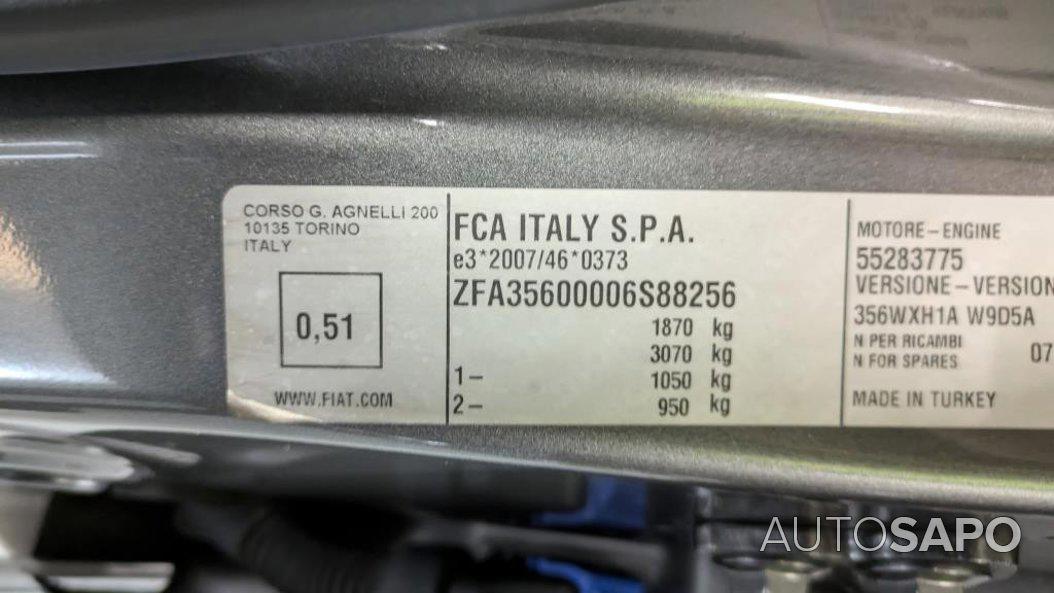 CORSO G. AGNELLI 200
10135 TORINO
ITALY
0,51
WWW.FIAT.COM
FCA ITALY S.P.A.
e3*2007/46*0373
ZFA35600006S88256
1870 kg
3070 kg
1- 1050 kg
2- 950 kg
MOTORE-ENGINE
55283775
VERSIONE-VERSION
356WXH1A W9D5A
N PER RICAMBI
N FOR SPARES 07
MADE IN TURKEY
AUTOSAPO